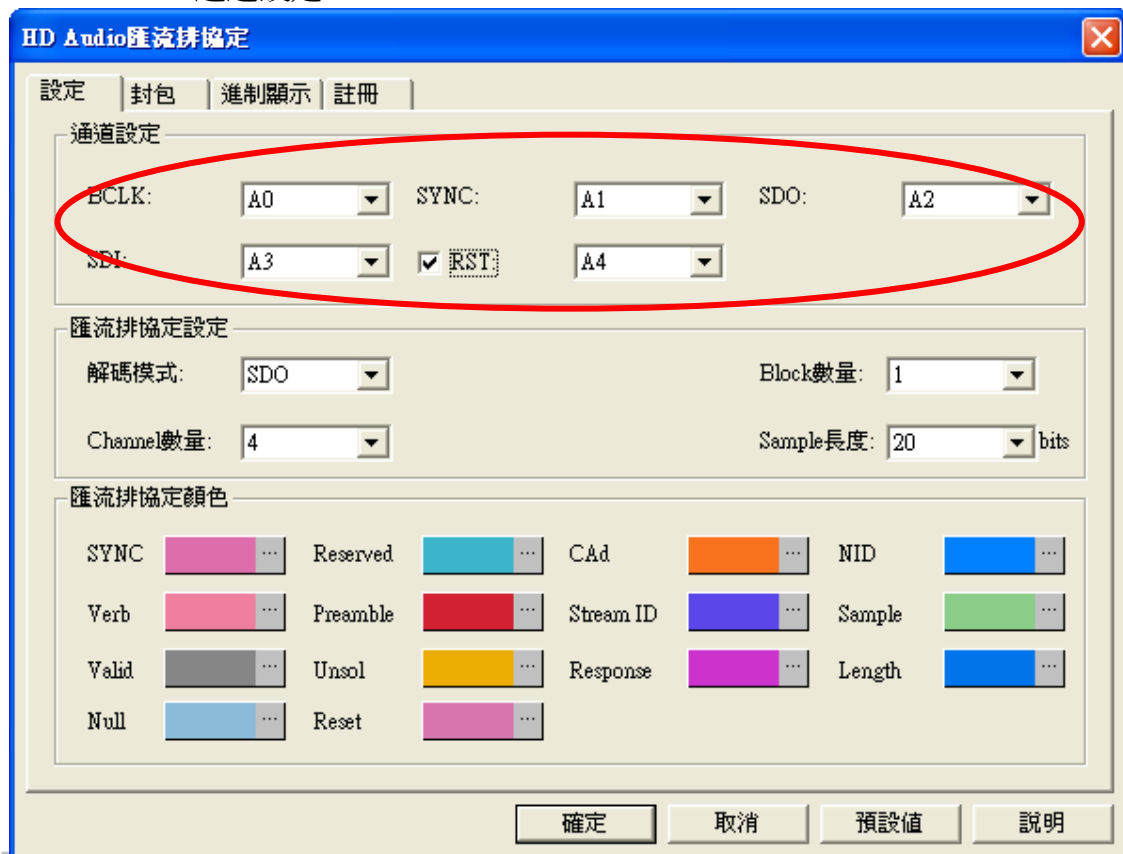 HD Audio匯流排協定
設定 封包 進制顯示 註冊
通道設定
BCLK: A0 SYNC: A1 SDO: A2
SDI: A3 RST: A4
匯流排協定設定
解碼模式: SDO Block數量: 1
Channel數量: 4 Sample長度: 20 bits
匯流排協定顏色
SYNC ... Reserved ... CAd ... NID ...
Verb ... Preamble ... Stream ID ... Sample ...
Valid ... Unsol ... Response ... Length ...
Null ... Reset ...
確定 取消 預設值 說明